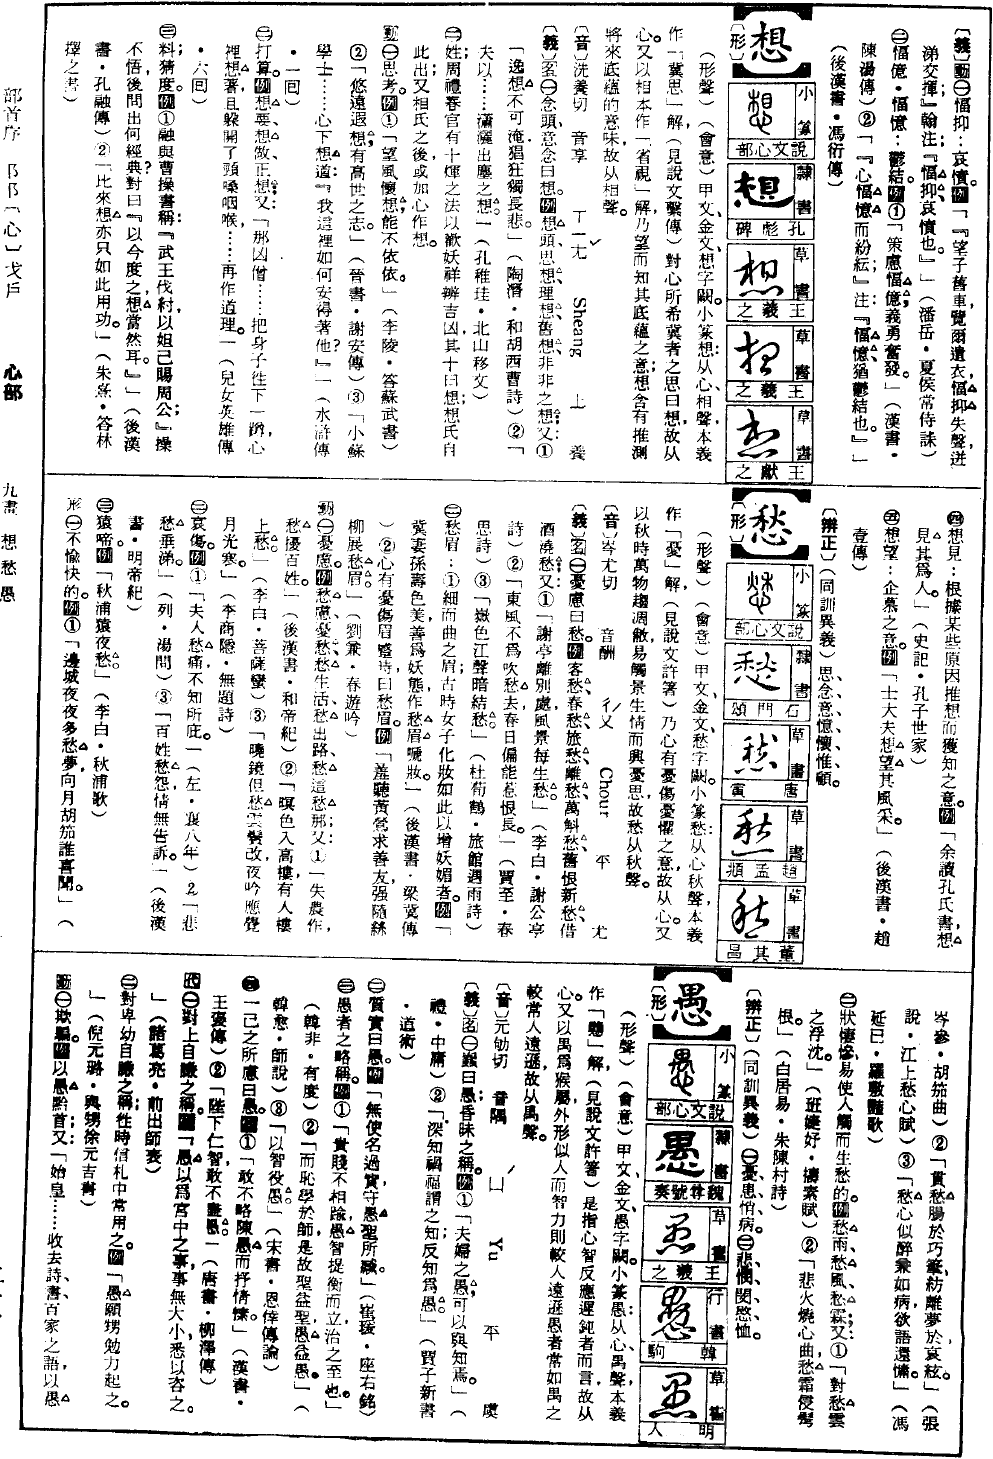 〔義〕動㊀愊抑：哀憤。例「『望子舊車，覽爾遺衣，愊抑失聲，迸
涕交揮』翰注：『愊抑，哀憤也。』」（潘岳・夏侯常侍誄）
㊁愊憶・愊憶：鬱結。例①「策慮愊億，義勇奮發。」（漢書・
陳湯傳）②「『心愊憶而紛紜』注：『愊憶，猶鬱結也。』」
（後漢書・馮衍傳）
想
〔形〕
小篆 說文心部
隸書 孔彪碑
草書 王羲之
草書 王羲之
草書 王獻之
（形聲）（會意）甲文、金文、想字闕。小篆想：从心、相聲，本義
作「冀思」解（見說文繫傳）對心所希冀者之思曰想，故从
心。又以相本作「省視」解，乃望而知其底蘊之意；想含有推測
將來底蘊的意味，故从相聲。
〔音〕洗養切 音享 ㄒㄧㄤˇ Sheang 上 養
〔義〕名㊀念頭，意念曰想。例想頭、思想、理想、舊想、非非之想；又：①
「逸想不可淹，猖狂獨長悲。」（陶潛・和胡西曹詩）②「
夫以……瀟灑出塵之想。」（孔稚珪・北山移文）
㊁姓周禮春官有十煇之法，以歡妖祥，辨吉凶，其十曰想，想氏自
此出。又相氏之後，或加心作想。
動㊀思考。例①「望風懷想，能不依依。」（李陵・答蘇武書）
②「悠遠遐想，有高世之志。」（晉書・謝安傳）③「小蘇
學士……心下想道：『我這裡如何安得著他？』」（水滸傳
・一回）
㊁打算。例想要、想做、正想；又「那凶僧……把身子往下一蹲，心
裡想著且躱開了頸嗓咽喉，……再作道理。」（兒女英雄傳
・六回）
㊂料；猜度。例①融與曹操書，稱：『武王伐紂，以妲己賜周公；』操
不悟，後問出何經典？對曰：『以今度之，想當然耳。』」（後漢
書・孔融傳）②「比來想亦只如此用功。」（朱熹・答林
擇之書）
㊃想見：根據某些原因推想而獲知之意。例「余讀孔氏書，想
見其爲人。」（史記・孔子世家）
㊄想望：企慕之意。例「士大夫想望其風采。」（後漢書・趙
壹傳）
〔辨正〕（同訓異義）思、念、意、憶、懷、惟、願。
愁
〔形〕
小篆 說文心部
隸書 石門頌
草書 唐寅
草書 趙孟頫
草書 董其昌
（形聲）（會意）甲文、金文、愁字闕。小篆愁：从心、秋聲，本義
作「憂」解（見說文許箸）乃心有憂傷憂懼之意，故从心。又
以秋時萬物趨凋敝，易觸景生情而興憂思，故愁从秋聲。
〔音〕岑尤切 音酬 ㄔㄡˊ Chour 平 尤
〔義〕名㊀憂慮曰愁。例客愁、春愁、旅愁、離愁、萬斛愁、舊恨新愁、借
酒澆愁；又：①「謝亭離別處，風景每生愁。」（李白・謝公亭
詩）②「東風不爲吹愁去，春日偏能惹恨長。」（賈至・春
思詩）③「嶽色江聲暗結愁。」（杜荀鶴・旅館遇雨詩）
㊁愁眉：①細而曲之眉；古時女子化妝如此以增妖媚者。例「
冀妻孫壽色美，善爲妖態，作愁眉嗁妝。」（後漢書・梁冀傳
）②心有憂傷，眉蹙時曰愁眉。例「羞聽黃鶯求善友，强隨綠
柳展愁眉。」（劉兼・春遊吟）
動㊀憂慮。例愁慮、憂愁、愁生活、愁出路、愁這愁那；又：①「失農作，
愁擾百姓。」（後漢書・和帝紀）②「暝色入高樓，有人樓
上愁。」（李白・菩薩蠻）③「曉鏡但愁雲鬢改，夜吟應覺
月光寒。」（李商隱・無題詩）
㊁哀傷。例①「夫人愁痛，不知所庇。」（左・襄八年）②「悲
愁垂涕。」（列・湯問）③「百姓愁怨，情無告訴。」（後漢
書・明帝紀）
㊂猿啼。例「秋浦猿夜愁。」（李白・秋浦歌）
形㊀不愉快的。例①「邊城夜夜多愁夢，向月胡笳誰喜聞。」（
岑參・胡笳曲）②「貫愁腸於巧筆，紡離夢於哀絃。」（張
說・江上愁心賦）③「愁心似醉兼如病，欲語還慵。」（馮
延巳・羅敷豔歌）
㊁狀悽慘，易使人觸而生愁的。例愁雨、愁風、愁霖；又：①「對愁雲
之浮沈。」（班婕妤・擣素賦）②「悲火燒心曲，愁霜侵鬢
根。」（白居易・朱陳村詩）
〔辨正〕（同訓異義）㊀憂、思、怕、病。㊁悲、憫、閔、愍、恤。
愚
〔形〕
小篆 說文心部
隸書 魏尊號奏
草書 王羲之
行書 韓駒
草書 明人
（形聲）（會意）甲文、金文、愚字闕。小篆愚：从心、禺聲，本義
作「戇」解，（見說文許箸）是指心智反應遲鈍者而言，故从
心。又以禺爲猴屬，外形似人，而智力則較人遠遜，愚者常如禺之
較常人遠遜，故从禺聲。
〔音〕元劬切 音隅 ㄩˊ Yu 平 虞
〔義〕名㊀巔曰愚，昏昧之稱。例①「夫婦之愚，可以與知焉。」（
禮・中庸）②「深知禍福謂之知，反知爲愚。」（賈子新書
・道術）
㊁質實曰愚。例「無使名過實，守愚聖所臧。」（崔瑗・座右銘）
㊂愚者之略稱。例①「貴賤不相踰，愚智提衡而立，治之至也。」
（韓非・有度）②「而恥學於師，是故聖益聖，愚益愚。」（
韓愈・師說）③「以智役愚。」（宋書・恩倖傳論）
㊃一己之所慮曰愚。例①「敢不略陳愚而抒情愫。」（漢書・
王褒傳）②「陛下仁智，敢不盡愚。」（唐書・柳澤傳）
代㊀對上自謙之稱。例「愚以爲宮中之事，事無大小，悉以咨之。
」（諸葛亮・前出師表）
㊁對卑幼自謙之稱，往時信札中常用之。例「愚願甥勉力起之。
」（倪元璐・與甥徐元吉書）
動㊀欺騙。例以愚黔首；又「始皇……收去詩、書、百家之語以愚
部首序
心部
九畫 想愁愚